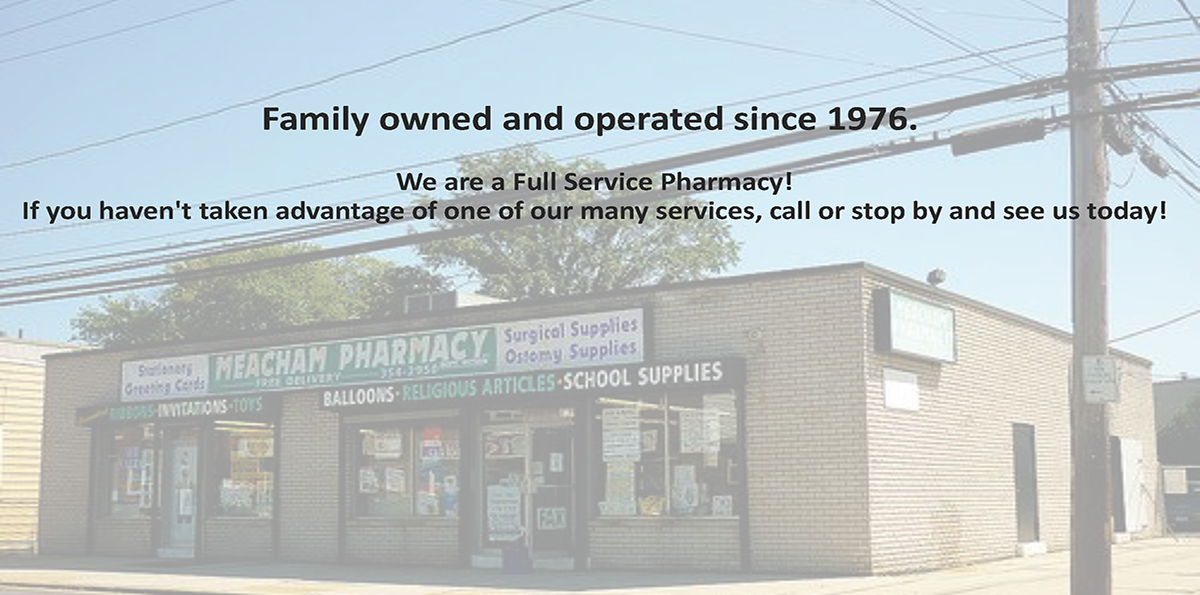 Family owned and operated since 1976.
We are a Full Service Pharmacy!
If you haven't taken advantage of one of our many services, call or stop by and see us today!
Stationary
Greeting Cards
MEACHAM PHARMACY
FREE DELIVERY
354-3950
Surgical Supplies
Ostomy Supplies
RIBBONS·INVITATIONS·TOYS
BALLOONS·RELIGIOUS ARTICLES·SCHOOL SUPPLIES
FAX